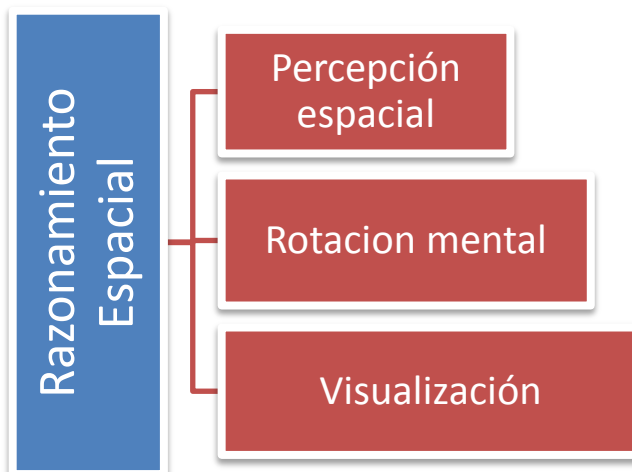 Razonamiento
Espacial
Percepción
espacial
Rotacion mental
Visualización